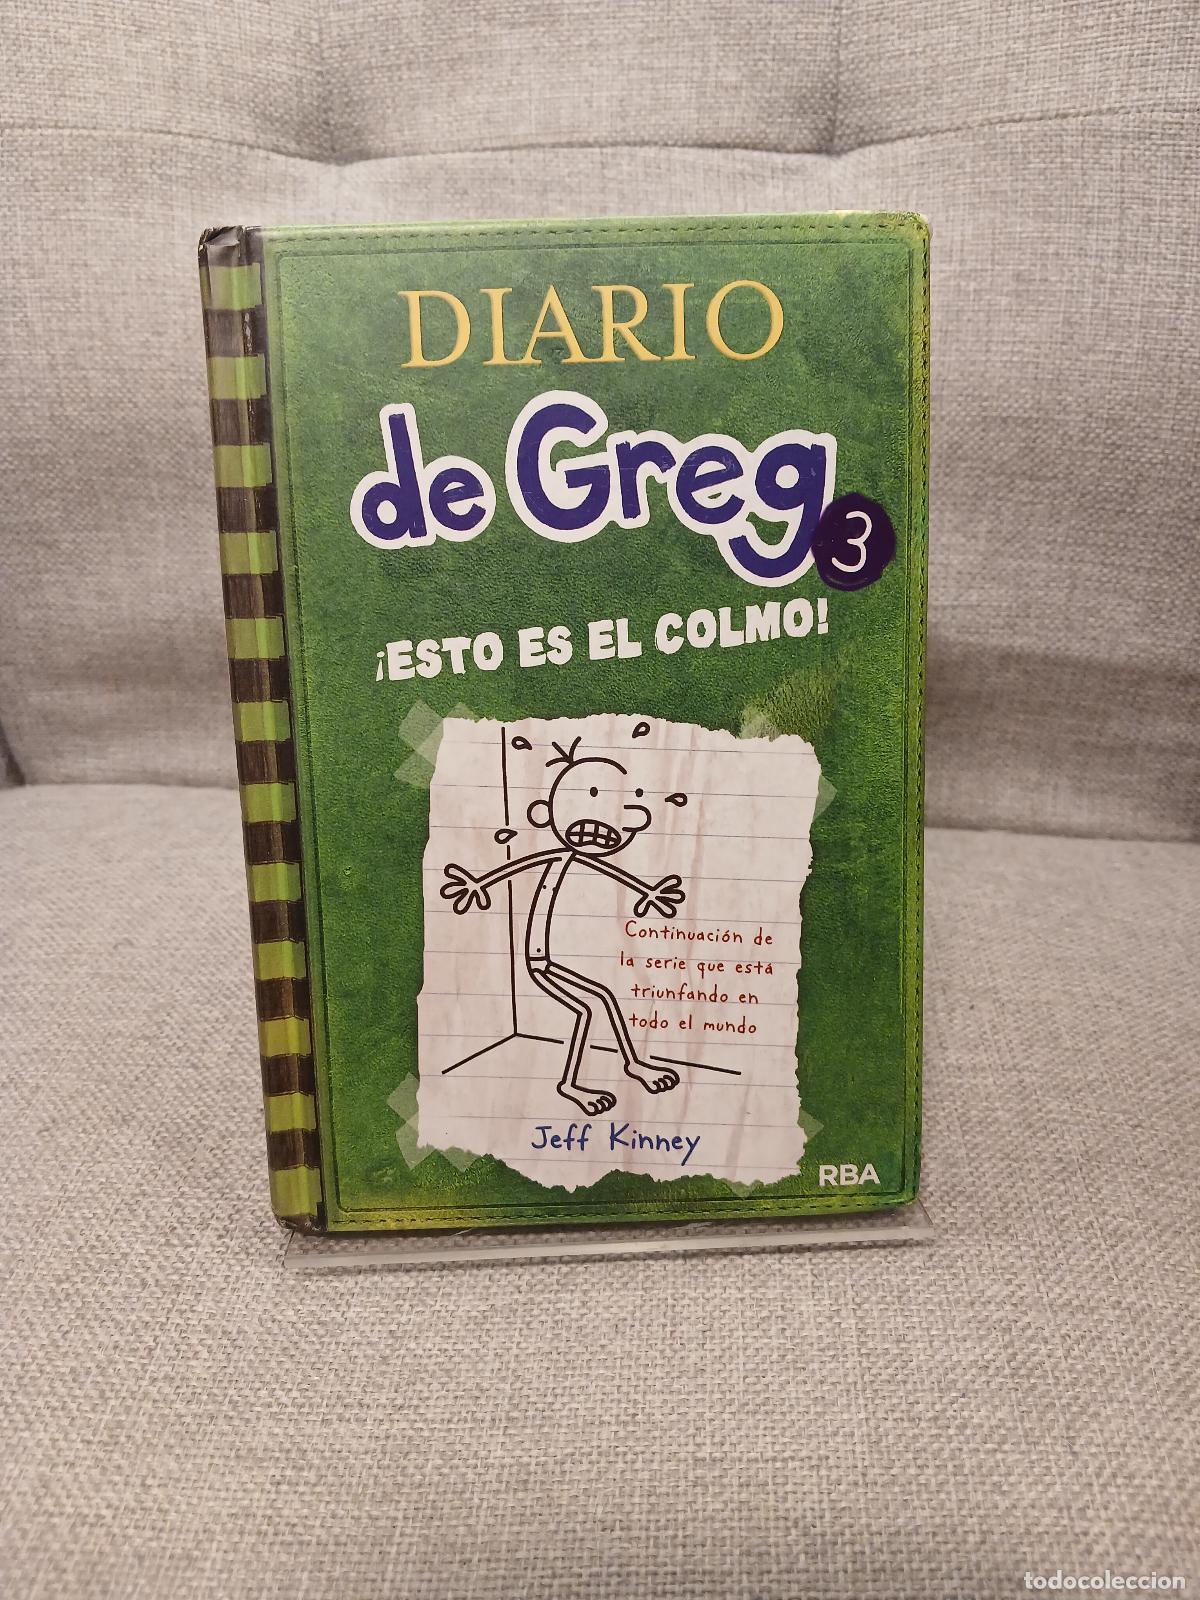 DIARIO
de Greg 3
¡ESTO ES EL COLMO!
Continuación de
la serie que está
triunfando en
todo el mundo
Jeff Kinney
RBA
todocoleccion